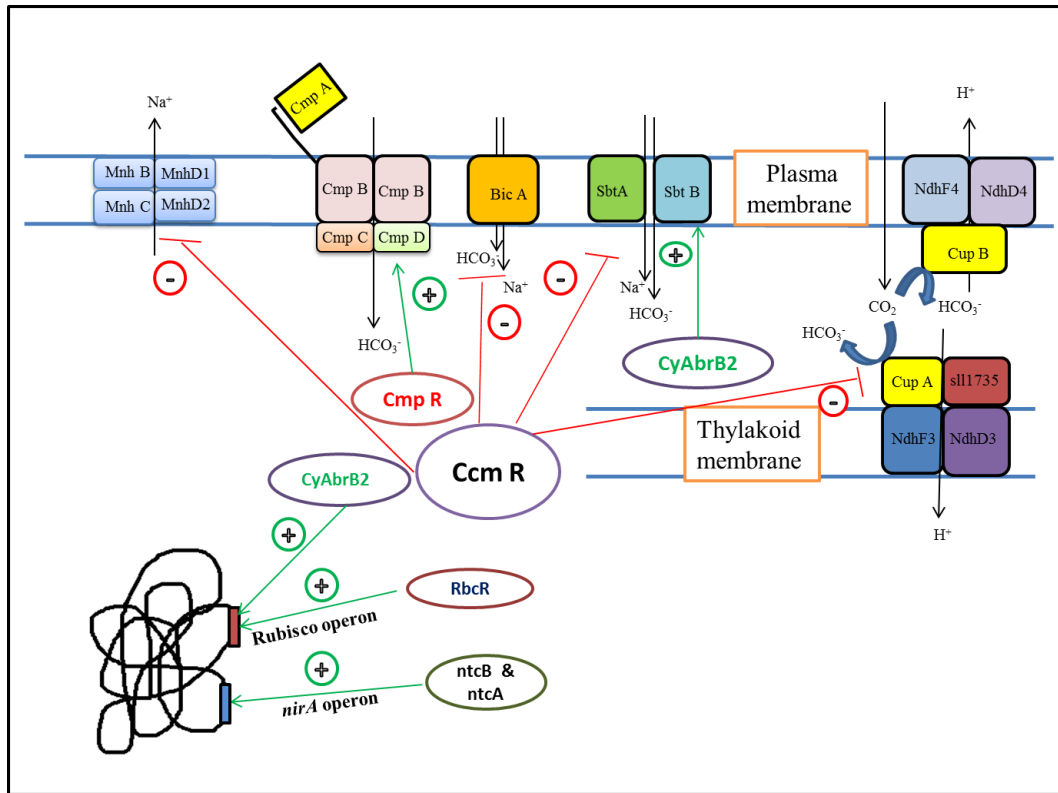 Cmp A
Na⁺
H⁺
Mnh B
MnhD1
Mnh C
MnhD2
Cmp B
Cmp B
Cmp C
Cmp D
Bic A
SbtA
Sbt B
Plasma
membrane
NdhF4
NdhD4
Cup B
-
+
HCO₃⁻
Na⁺
-
-
+
Na⁺
HCO₃⁻
CO₂
HCO₃⁻
HCO₃⁻
HCO₃⁻
CyAbrB2
Cmp R
-
Cup A
sll1735
NdhF3
NdhD3
Thylakoid
membrane
H⁺
Ccm R
CyAbrB2
+
+
RbcR
Rubisco operon
+
ntcB & 
ntcA
nirA operon